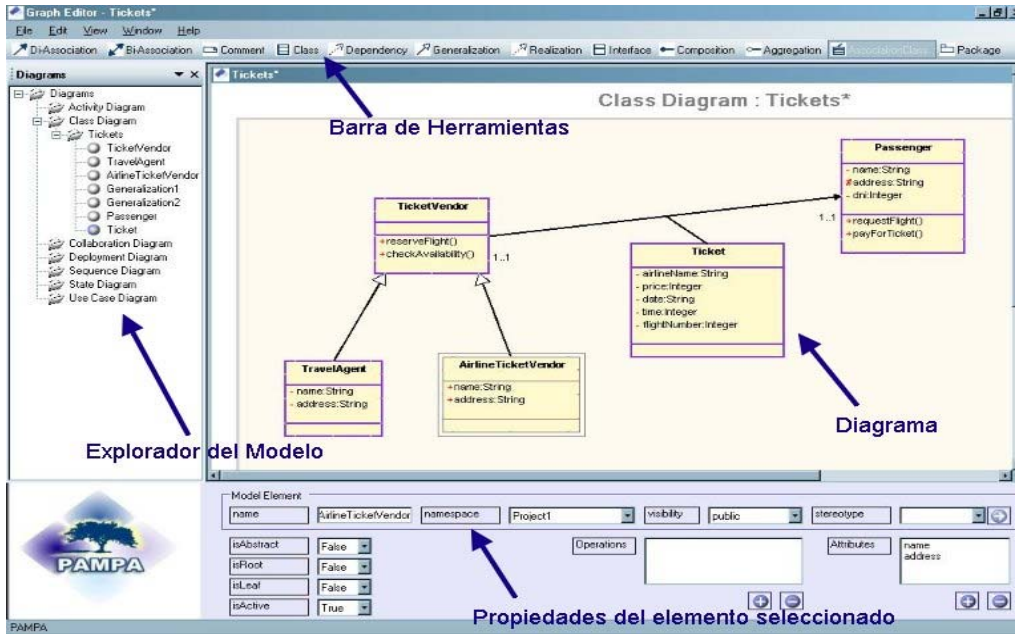 Graph Editor - Tickets*
File Edit View Window Help
Di-Association Bi-Association Comment Class Dependency Generalization Realization Interface Composition Aggregation AssociationClass Package
Diagrams
Diagrams
Activity Diagram
Class Diagram
Tickets
TicketVendor
TravelAgent
AirlineTicketVendor
Generalization1
Generalization2
Passenger
Ticket
Collaboration Diagram
Deployment Diagram
Sequence Diagram
State Diagram
Use Case Diagram
Explorador del Modelo
Tickets*
Class Diagram : Tickets*
Barra de Herramientas
Passenger
- name:String
#address:String
- dni:Integer
+requestFlight()
+payForTicket()
1..1
TicketVendor
+reserveFlight()
+checkAvailability()
1..1
Ticket
- airlineName:String
- price:Integer
- date:String
- time:Integer
- flightNumber:Integer
TravelAgent
- name:String
- address:String
AirlineTicketVendor
+name:String
+address:String
Diagrama
PAMPA
Model Element
name AirlineTicketVendor namespace Project1 visibility public stereotype
isAbstract False
isRoot False
isLeaf False
isActive True
Operations
Attributes
name
address
Propiedades del elemento seleccionado
PAMPA